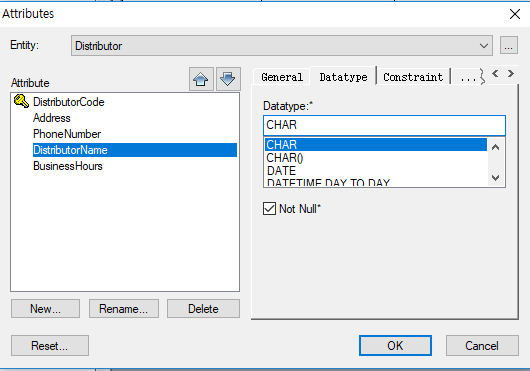 Attributes
Entity:
Distributor
...
Attribute
DistributorCode
Address
PhoneNumber
DistributorName
BusinessHours
New...
Rename...
Delete
General Datatype Constraint ...
Datatype:*
CHAR
CHAR
CHAR()
DATE
DATETIME DAY TO DAY
Not Null*
Reset...
OK
Cancel